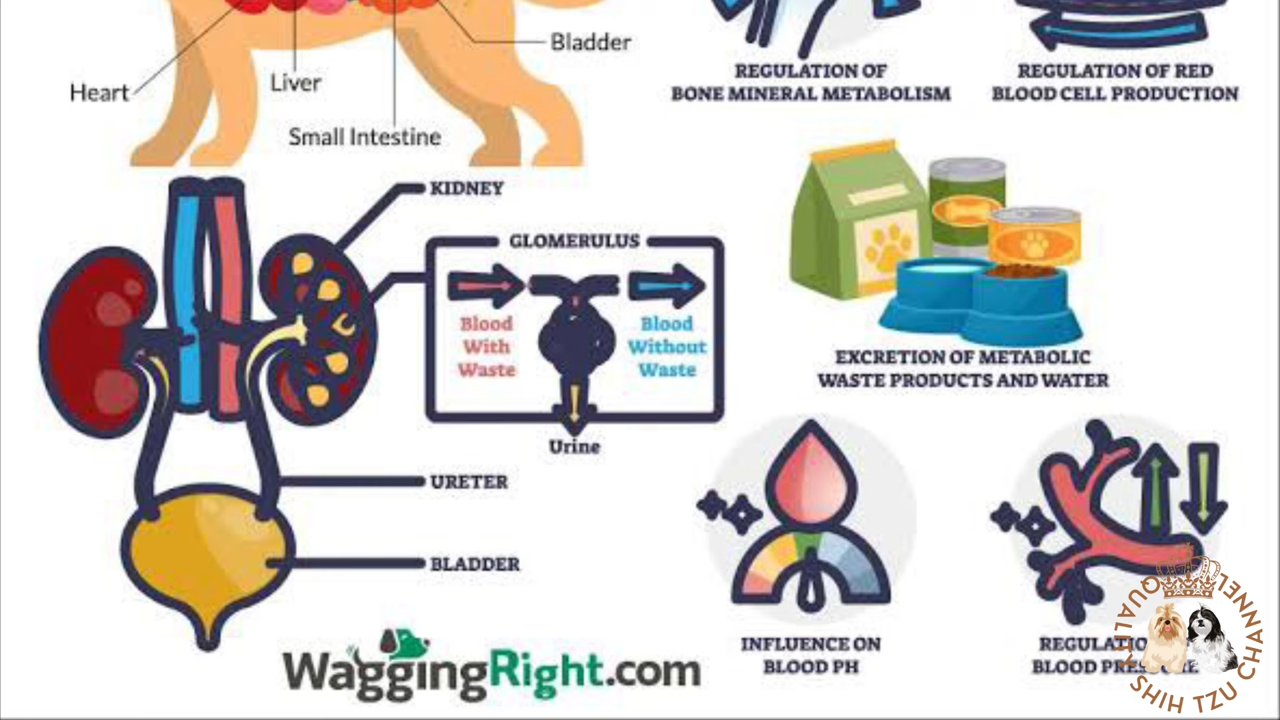 Heart
Liver
Small Intestine
Bladder
REGULATION OF
BONE MINERAL METABOLISM
REGULATION OF RED
BLOOD CELL PRODUCTION
KIDNEY
GLOMERULUS
Blood
With
Waste
Blood
Without
Waste
Urine
URETER
BLADDER
EXCRETION OF METABOLIC
WASTE PRODUCTS AND WATER
INFLUENCE ON
BLOOD PH
BLOOD
WaggingRight.com
QUALITY SHIH TZU CHANNEL